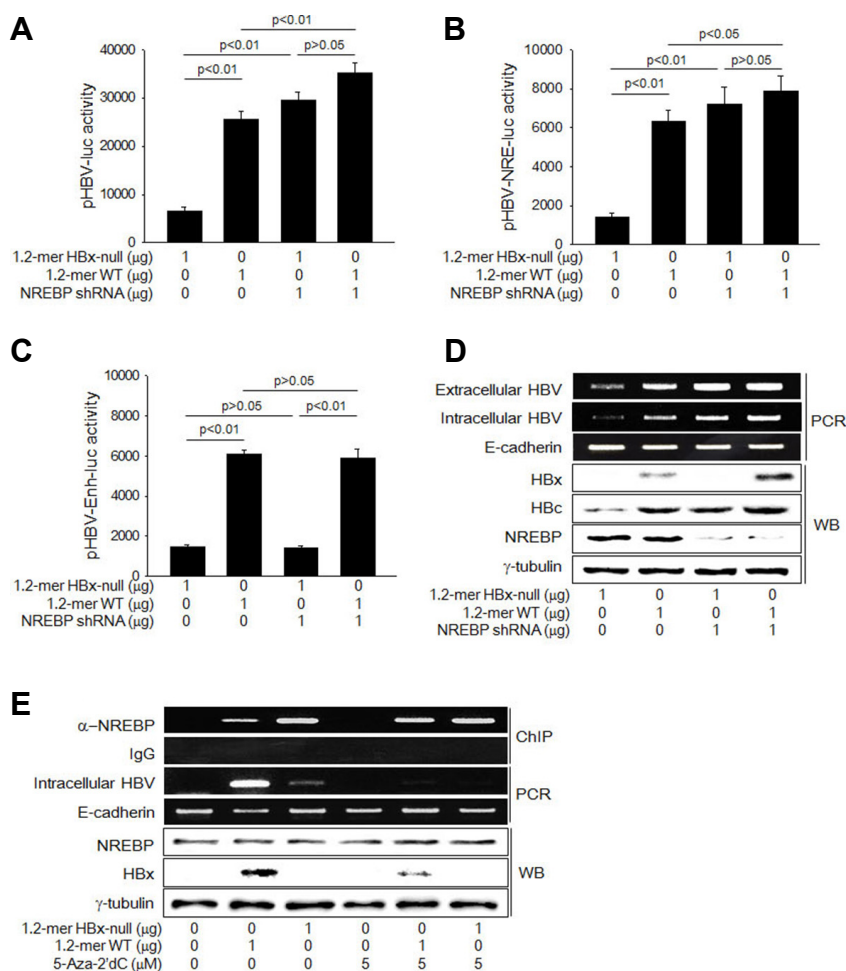 A
p<0.01
p<0.01
p>0.05
p<0.01
40000
30000
20000
10000
0
pHBV-luc activity
1.2-mer HBx-null (μg) 1 0 1 0
1.2-mer WT (μg) 0 1 0 1
NREBP shRNA (μg) 0 0 1 1
B
p<0.05
p<0.01
p>0.05
p<0.01
10000
8000
6000
4000
2000
0
pHBV-NRE-luc activity
1.2-mer HBx-null (μg) 1 0 1 0
1.2-mer WT (μg) 0 1 0 1
NREBP shRNA (μg) 0 0 1 1
C
p>0.05
p>0.05
p<0.01
p<0.01
10000
8000
6000
4000
2000
0
pHBV-Enh-luc activity
1.2-mer HBx-null (μg) 1 0 1 0
1.2-mer WT (μg) 0 1 0 1
NREBP shRNA (μg) 0 0 1 1
D
Extracellular HBV
Intracellular HBV
E-cadherin
PCR
HBx
HBc
NREBP
γ-tubulin
WB
1.2-mer HBx-null (μg) 1 0 1 0
1.2-mer WT (μg) 0 1 0 1
NREBP shRNA (μg) 0 0 1 1
E
α-NREBP
IgG
ChIP
Intracellular HBV
E-cadherin
PCR
NREBP
HBx
γ-tubulin
WB
1.2-mer HBx-null (μg) 0 0 1 0 0 1
1.2-mer WT (μg) 0 1 0 0 1 0
5-Aza-2'dC (μM) 0 0 0 5 5 5